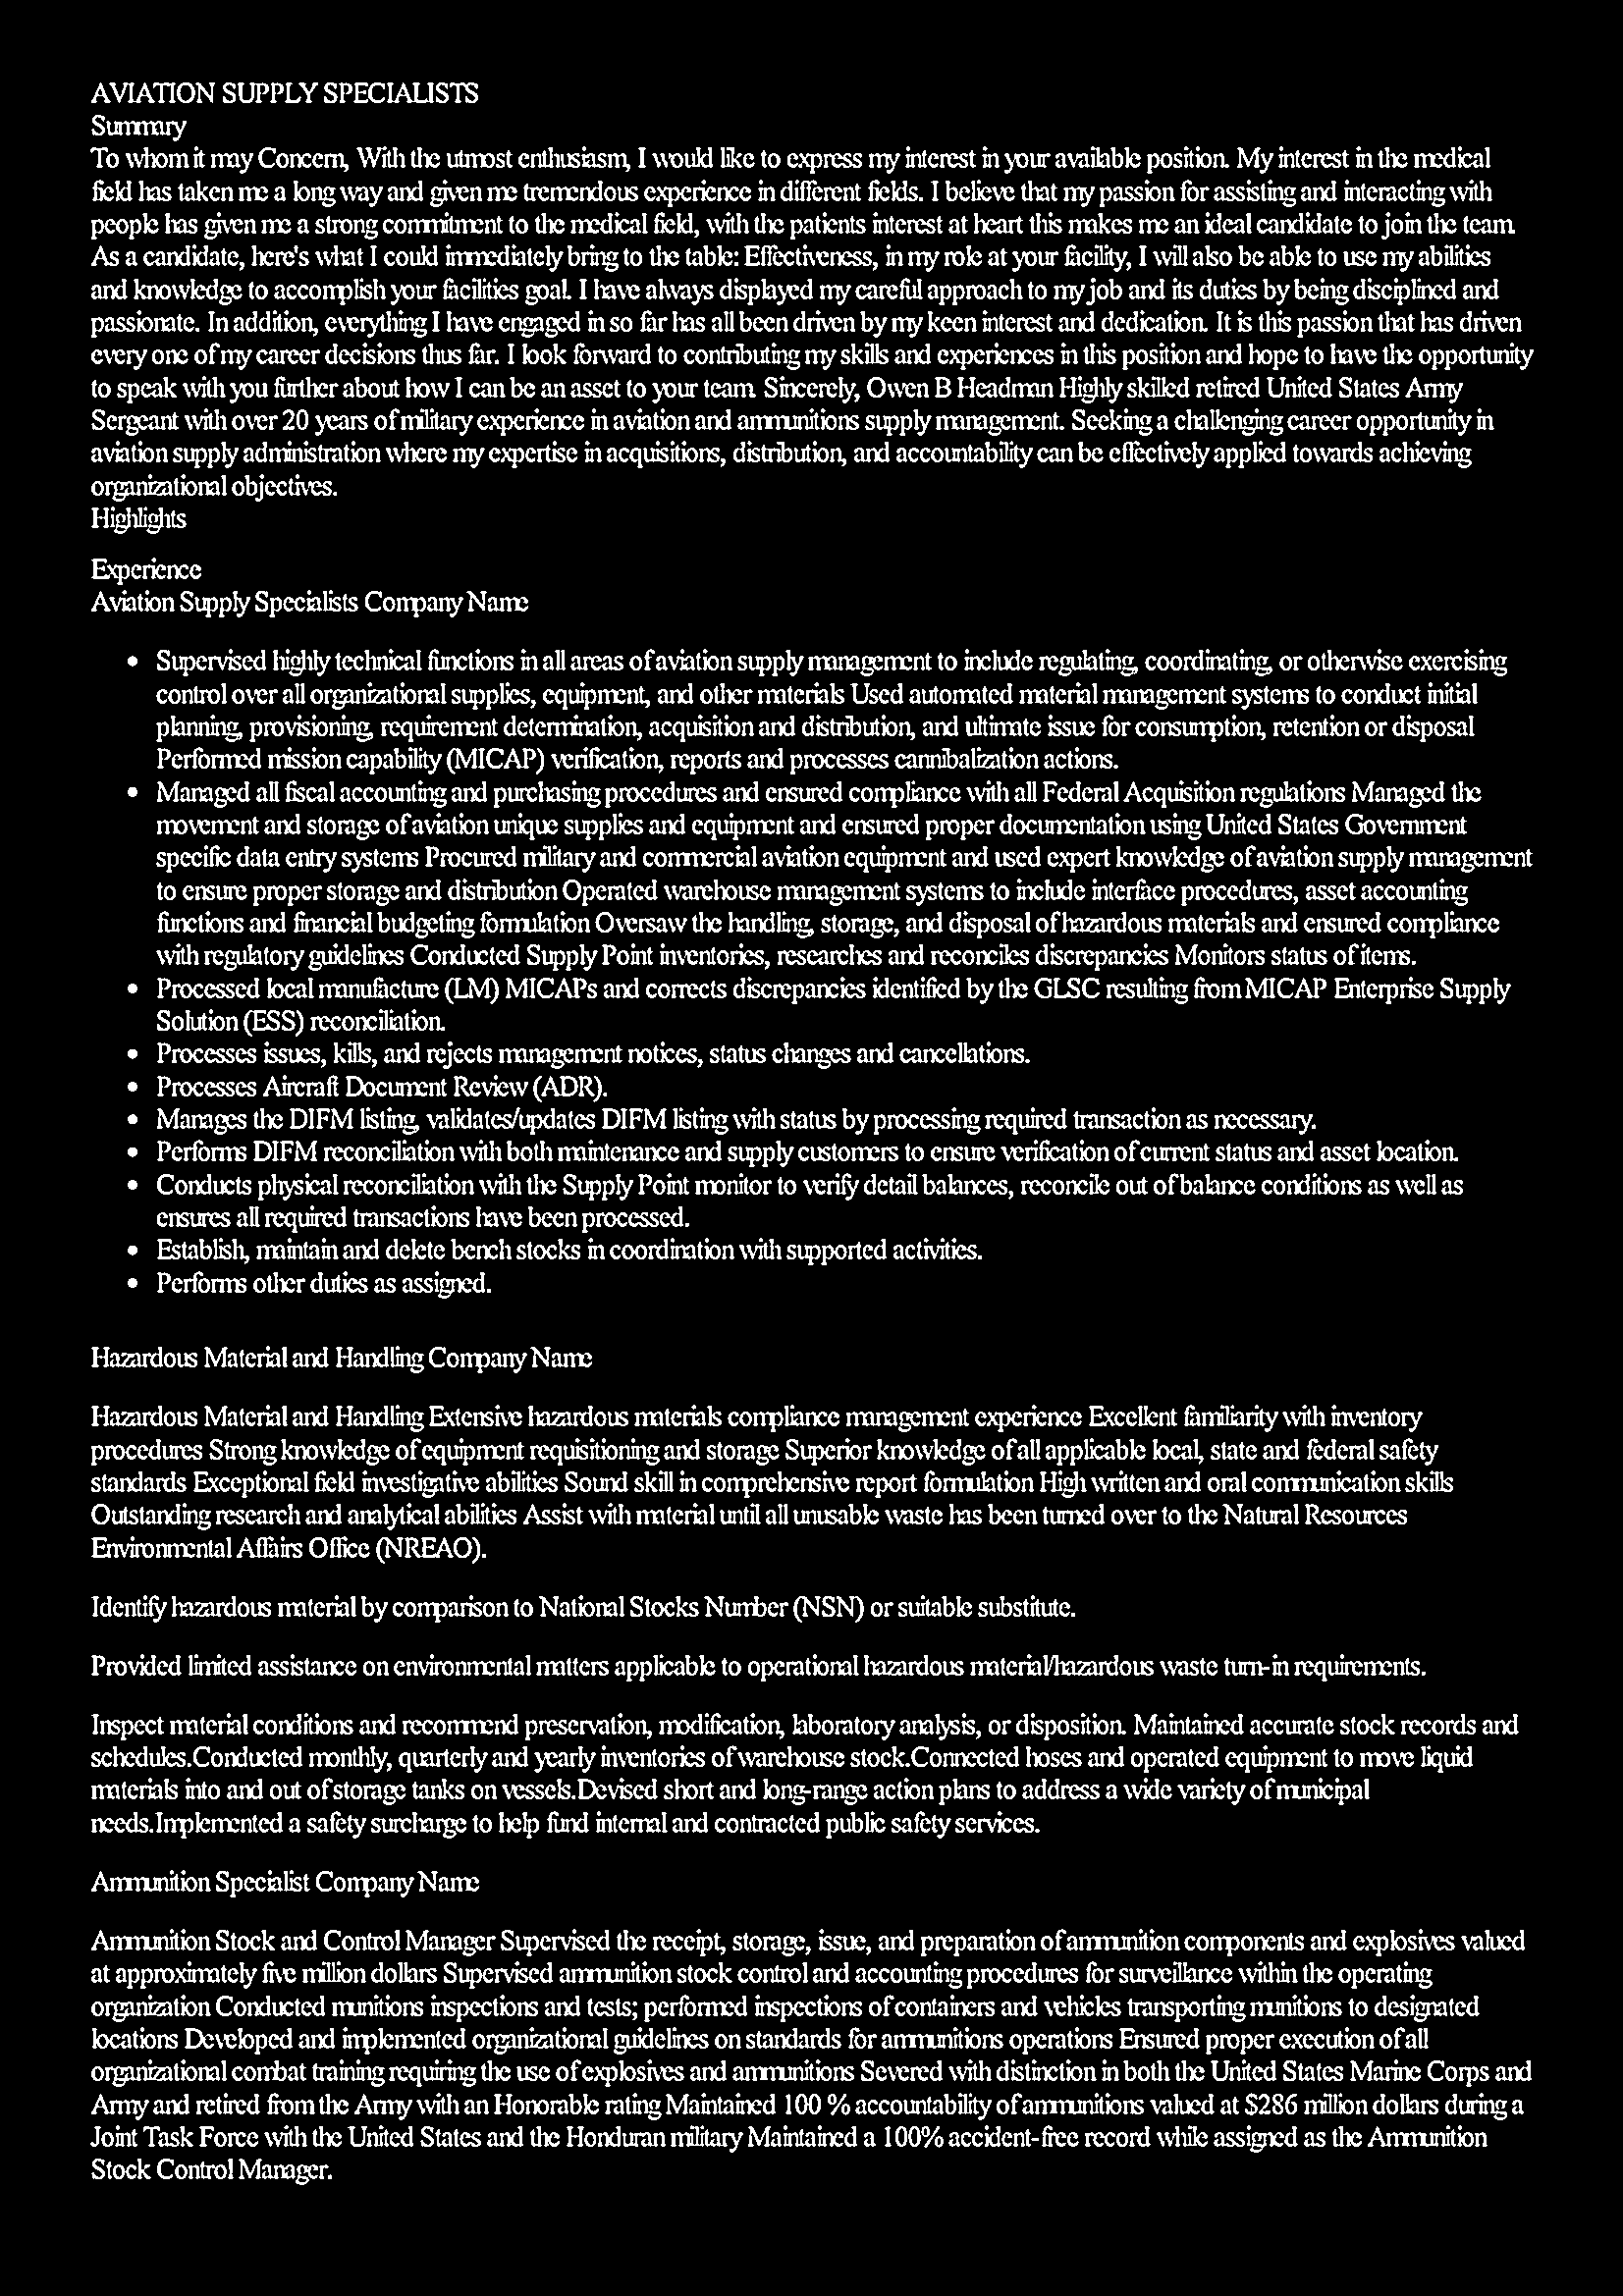 AVIATION SUPPLY SPECIALISTS
Summary
To whom it may Concern, With the utmost enthusiasm, I would like to express my interest in your available position. My interest in the medical
field has taken me a long way and given me tremendous experience in different fields. I believe that my passion for assisting and interacting with
people has given me a strong commitment to the medical field, with the patients interest at heart this makes me an ideal candidate to join the team.
As a candidate, here's what I could immediately bring to the table: Effectiveness, in my role at your facility, I will also be able to use my abilities
and knowledge to accomplish your facilities goal. I have always displayed my careful approach to my job and its duties by being disciplined and
passionate. In addition, everything I have engaged in so far has all been driven by my keen interest and dedication. It is this passion that has driven
every one of my career decisions thus far. I look forward to contributing my skills and experiences in this position and hope to have the opportunity
to speak with you further about how I can be an asset to your team. Sincerely, Owen B Headman Highly skilled retired United States Army
Sergeant with over 20 years of military experience in aviation and ammunitions supply management. Seeking a challenging career opportunity in
aviation supply administration where my expertise in acquisitions, distribution, and accountability can be effectively applied towards achieving
organizational objectives.
Highlights
Experience
Aviation Supply Specialists Company Name
• Supervised highly technical functions in all areas of aviation supply management to include regulating, coordinating, or otherwise exercising
control over all organizational supplies, equipment, and other materials Used automated material management systems to conduct initial
planning, provisioning, requirement determination, acquisition and distribution, and ultimate issue for consumption, retention or disposal
Performed mission capability (MICAP) verification, reports and processes cannibalization actions.
• Managed all fiscal accounting and purchasing procedures and ensured compliance with all Federal Acquisition regulations Managed the
movement and storage of aviation unique supplies and equipment and ensured proper documentation using United States Government
specific data entry systems Procured military and commercial aviation equipment and used expert knowledge of aviation supply management
to ensure proper storage and distribution Operated warehouse management systems to include interface procedures, asset accounting
functions and financial budgeting formulation Oversaw the handling, storage, and disposal of hazardous materials and ensured compliance
with regulatory guidelines Conducted Supply Point inventories, researches and reconciles discrepancies Monitors status of items.
• Processed local manufacture (LM) MICAPs and corrects discrepancies identified by the GLSC resulting from MICAP Enterprise Supply
Solution (ESS) reconciliation.
• Processes issues, kills, and rejects management notices, status changes and cancellations.
• Processes Aircraft Document Review (ADR).
• Manages the DIFM listing, validates/updates DIFM listing with status by processing required transaction as necessary.
• Performs DIFM reconciliation with both maintenance and supply customers to ensure verification of current status and asset location.
• Conducts physical reconciliation with the Supply Point monitor to verify detail balances, reconcile out of balance conditions as well as
ensures all required transactions have been processed.
• Establish, maintain and delete bench stocks in coordination with supported activities.
• Performs other duties as assigned.
Hazardous Material and Handling Company Name
Hazardous Material and Handling Extensive hazardous materials compliance management experience Excellent familiarity with inventory
procedures Strong knowledge of equipment requisitioning and storage Superior knowledge of all applicable local, state and federal safety
standards Exceptional field investigative abilities Sound skill in comprehensive report formulation High written and oral communication skills
Outstanding research and analytical abilities Assist with material until all unusable waste has been turned over to the Natural Resources
Environmental Affairs Office (NREAO).
Identify hazardous material by comparison to National Stocks Number (NSN) or suitable substitute.
Provided limited assistance on environmental matters applicable to operational hazardous material/hazardous waste turn-in requirements.
Inspect material conditions and recommend preservation, modification, laboratory analysis, or disposition. Maintained accurate stock records and
schedules.Conducted monthly, quarterly and yearly inventories of warehouse stock.Connected hoses and operated equipment to move liquid
materials into and out of storage tanks on vessels.Devised short and long-range action plans to address a wide variety of municipal
needs.Implemented a safety surcharge to help fund internal and contracted public safety services.
Ammunition Specialist Company Name
Ammunition Stock and Control Manager Supervised the receipt, storage, issue, and preparation of ammunition components and explosives valued
at approximately five million dollars Supervised ammunition stock control and accounting procedures for surveillance within the operating
organization Conducted munitions inspections and tests; performed inspections of containers and vehicles transporting munitions to designated
locations Developed and implemented organizational guidelines on standards for ammunitions operations Ensured proper execution of all
organizational combat training requiring the use of explosives and ammunitions Severed with distinction in both the United States Marine Corps and
Army and retired from the Army with an Honorable rating Maintained 100 % accountability of ammunitions valued at $286 million dollars during a
Joint Task Force with the United States and the Honduran military Maintained a 100% accident-free record while assigned as the Ammunition
Stock Control Manager.